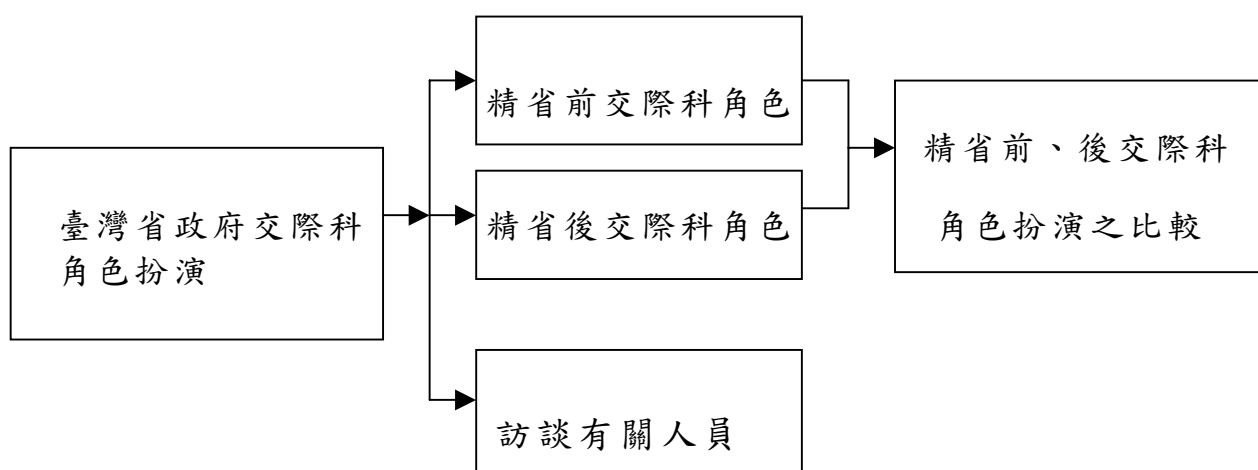 臺灣省政府交際科
角色扮演
精省前交際科角色
精省後交際科角色
訪談有關人員
精省前、後交際科
角色扮演之比較